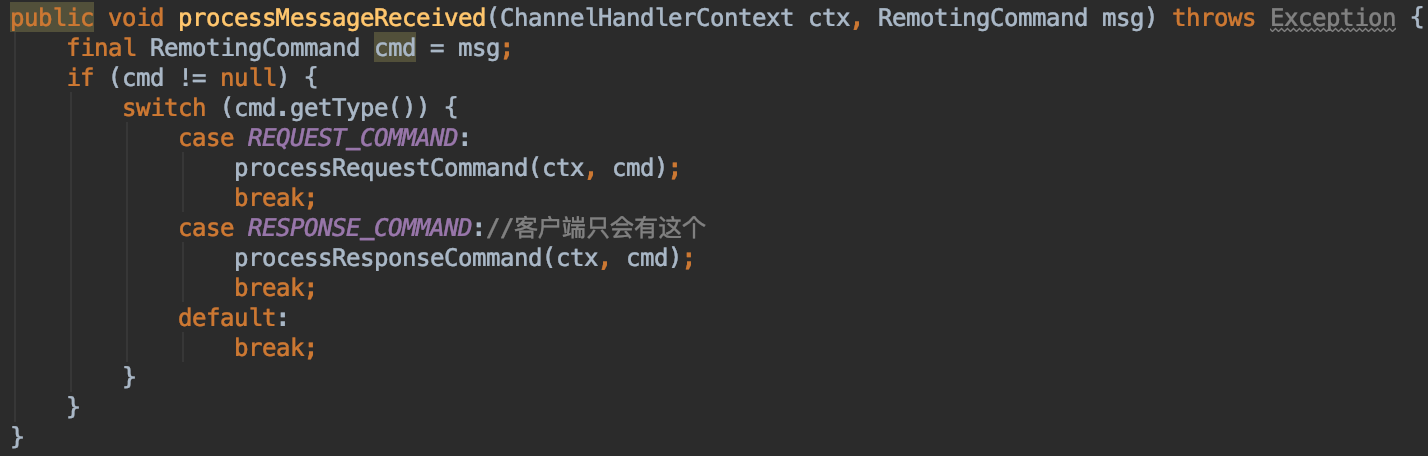 public void processMessageReceived(ChannelHandlerContext ctx, RemotingCommand msg) throws Exception {
    final RemotingCommand cmd = msg;
    if (cmd != null) {
        switch (cmd.getType()) {
            case REQUEST_COMMAND:
                processRequestCommand(ctx, cmd);
                break;
            case RESPONSE_COMMAND://客户端只会有这个
                processResponseCommand(ctx, cmd);
                break;
            default:
                break;
        }
    }
}